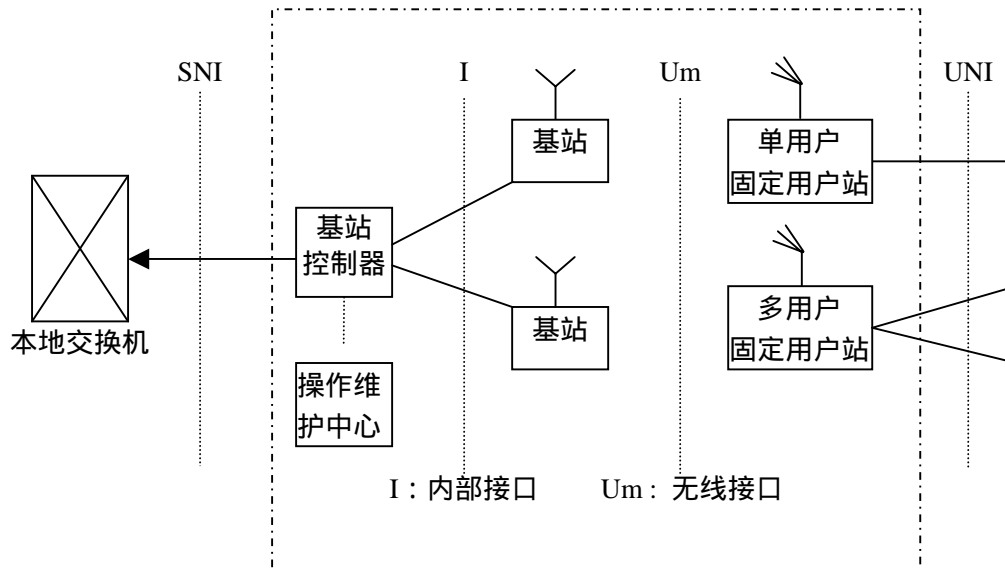 SNI
I
Um
UNI
基站
单用户
固定用户站
基站
控制器
本地交换机
基站
多用户
固定用户站
操作维
护中心
I：内部接口
Um：无线接口